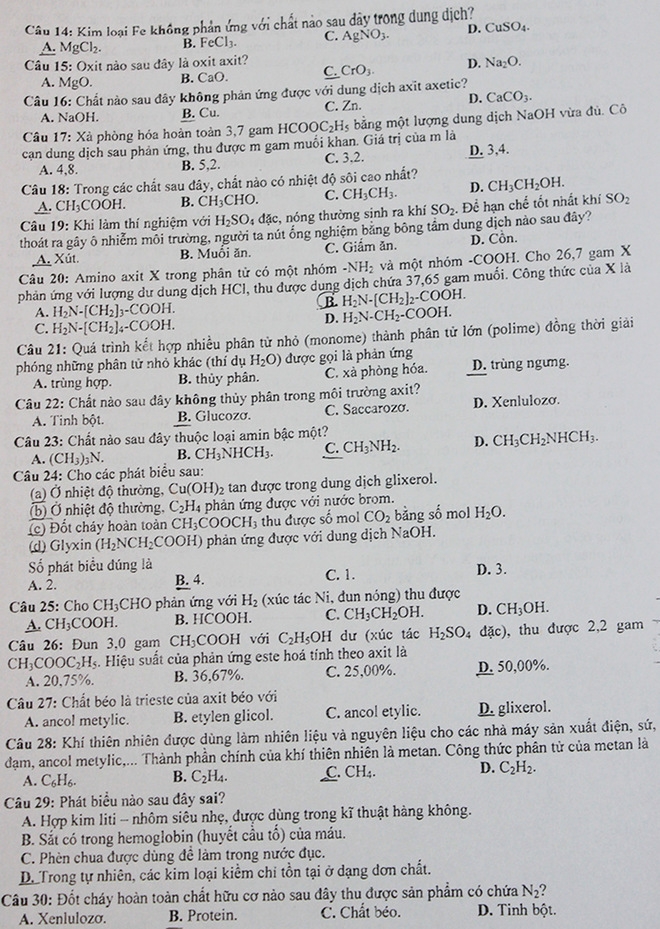 Câu 14: Kim loại Fe không phản ứng với chất nào sau đây trong dung dịch?
A. MgCl₂. B. FeCl₃. C. AgNO₃. D. CuSO₄.
Câu 15: Oxit nào sau đây là oxit axit?
A. MgO. B. CaO. C. CrO₃. D. Na₂O.
Câu 16: Chất nào sau đây không phản ứng được với dung dịch axit axetic?
A. NaOH. B. Cu. C. Zn. D. CaCO₃.
Câu 17: Xà phòng hóa hoàn toàn 3,7 gam HCOOC₂H₅ bằng một lượng dung dịch NaOH vừa đủ. Cô
cạn dung dịch sau phản ứng, thu được m gam muối khan. Giá trị của m là
A. 4,8. B. 5,2. C. 3,2. D. 3,4.
Câu 18: Trong các chất sau đây, chất nào có nhiệt độ sôi cao nhất?
A. CH₃COOH. B. CH₃CHO. C. CH₃CH₃. D. CH₃CH₂OH.
Câu 19: Khi làm thí nghiệm với H₂SO₄ đặc, nóng thường sinh ra khí SO₂. Để hạn chế tốt nhất khí SO₂
thoát ra gây ô nhiễm môi trường, người ta nút ống nghiệm bằng bông tẩm dung dịch nào sau đây?
A. Xút. B. Muối ăn. C. Giấm ăn. D. Cồn.
Câu 20: Amino axit X trong phân tử có một nhóm -NH₂ và một nhóm -COOH. Cho 26,7 gam X
phản ứng với lượng dư dung dịch HCl, thu được dung dịch chứa 37,65 gam muối. Công thức của X là
A. H₂N-[CH₂]₃-COOH. B. H₂N-[CH₂]₂-COOH.
C. H₂N-[CH₂]₄-COOH. D. H₂N-CH₂-COOH.
Câu 21: Quá trình kết hợp nhiều phân tử nhỏ (monome) thành phân tử lớn (polime) đồng thời giải
phóng những phân tử nhỏ khác (thí dụ H₂O) được gọi là phản ứng
A. trùng hợp. B. thủy phân. C. xà phòng hóa. D. trùng ngưng.
Câu 22: Chất nào sau đây không thủy phân trong môi trường axit?
A. Tinh bột. B. Glucozơ. C. Saccarozơ. D. Xenlulozơ.
Câu 23: Chất nào sau đây thuộc loại amin bậc một?
A. (CH₃)₃N. B. CH₃NHCH₃. C. CH₃NH₂. D. CH₃CH₂NHCH₃.
Câu 24: Cho các phát biểu sau:
(a) Ở nhiệt độ thường, Cu(OH)₂ tan được trong dung dịch glixerol.
(b) Ở nhiệt độ thường, C₂H₄ phản ứng được với nước brom.
(c) Đốt cháy hoàn toàn CH₃COOCH₃ thu được số mol CO₂ bằng số mol H₂O.
(d) Glyxin (H₂NCH₂COOH) phản ứng được với dung dịch NaOH.
Số phát biểu đúng là
A. 2. B. 4. C. 1. D. 3.
Câu 25: Cho CH₃CHO phản ứng với H₂ (xúc tác Ni, đun nóng) thu được
A. CH₃COOH. B. HCOOH. C. CH₃CH₂OH. D. CH₃OH.
Câu 26: Đun 3,0 gam CH₃COOH với C₂H₅OH dư (xúc tác H₂SO₄ đặc), thu được 2,2 gam
CH₃COOC₂H₅. Hiệu suất của phản ứng este hoá tính theo axit là
A. 20,75%. B. 36,67%. C. 25,00%. D. 50,00%.
Câu 27: Chất béo là trieste của axit béo với
A. ancol metylic. B. etylen glicol. C. ancol etylic. D. glixerol.
Câu 28: Khí thiên nhiên được dùng làm nhiên liệu và nguyên liệu cho các nhà máy sản xuất điện, sứ,
đạm, ancol metylic,... Thành phần chính của khí thiên nhiên là metan. Công thức phân tử của metan là
A. C₆H₆. B. C₂H₄. C. CH₄. D. C₂H₂.
Câu 29: Phát biểu nào sau đây sai?
A. Hợp kim liti – nhôm siêu nhẹ, được dùng trong kĩ thuật hàng không.
B. Sắt có trong hemoglobin (huyết cầu tố) của máu.
C. Phèn chua được dùng để làm trong nước đục.
D. Trong tự nhiên, các kim loại kiềm chỉ tồn tại ở dạng đơn chất.
Câu 30: Đốt cháy hoàn toàn chất hữu cơ nào sau đây thu được sản phẩm có chứa N₂?
A. Xenlulozơ. B. Protein. C. Chất béo. D. Tinh bột.